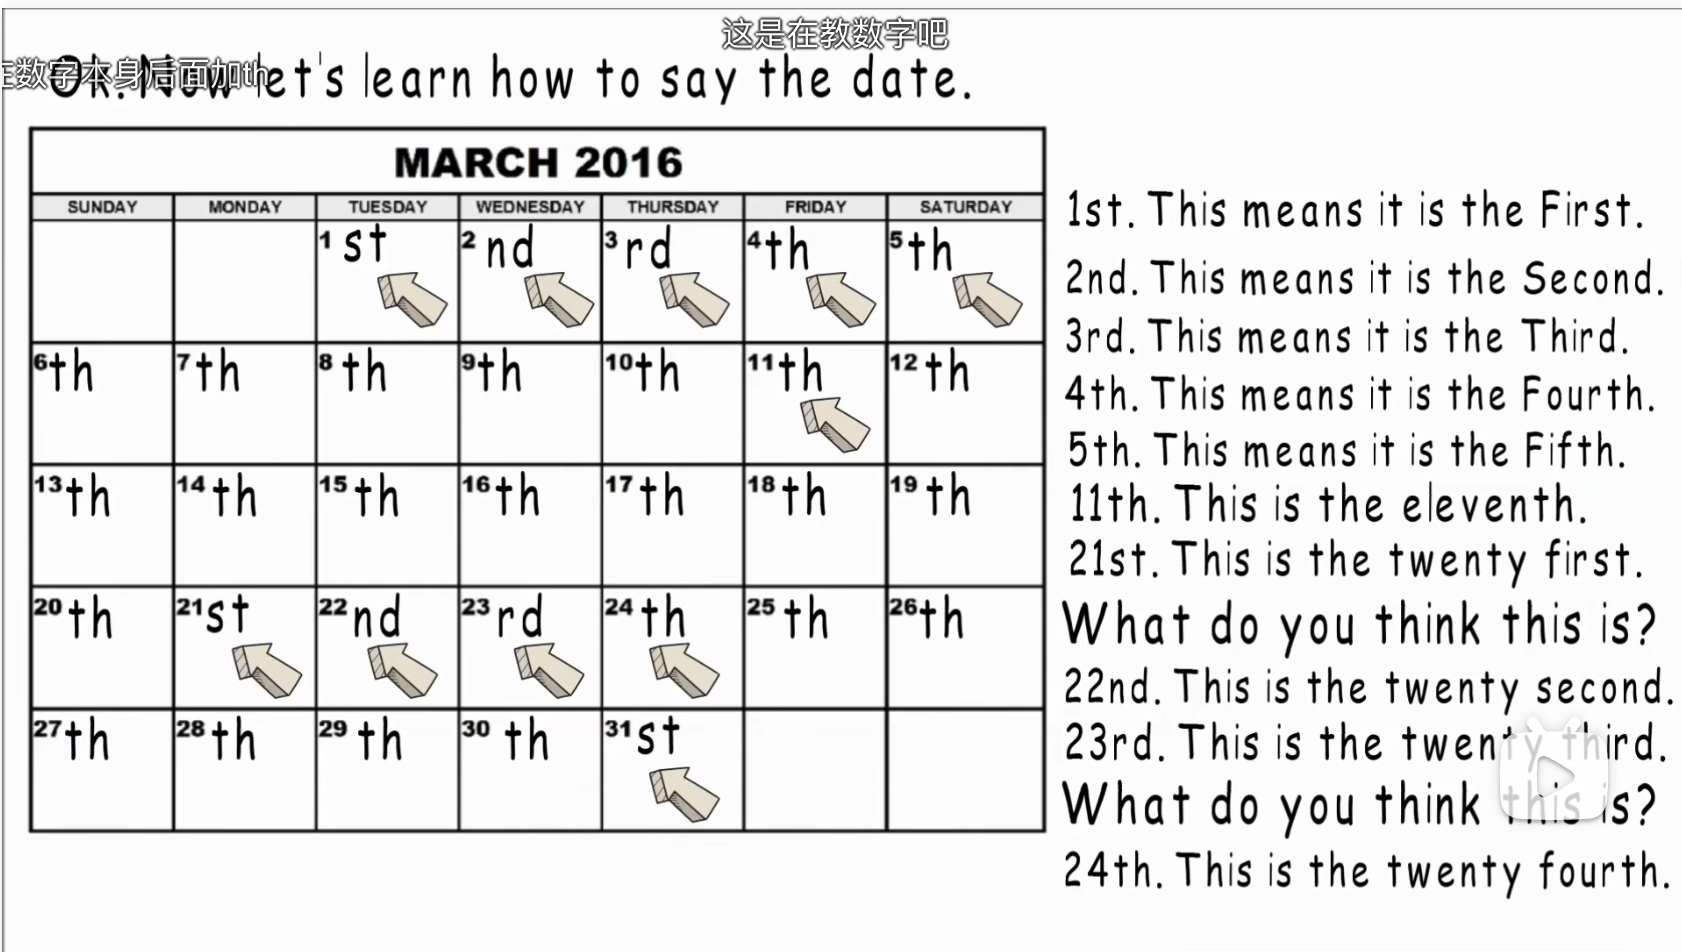 这是在教数字吧
在数字本身后面加th
Ok. Now let's learn how to say the date.
MARCH 2016
SUNDAY MONDAY TUESDAY WEDNESDAY THURSDAY FRIDAY SATURDAY
1 st 2 nd 3 rd 4 th 5 th
6 th 7 th 8 th 9 th 10 th 11 th 12 th
13 th 14 th 15 th 16 th 17 th 18 th 19 th
20 th 21 st 22 nd 23 rd 24 th 25 th 26 th
27 th 28 th 29 th 30 th 31 st
1st. This means it is the First.
2nd. This means it is the Second.
3rd. This means it is the Third.
4th. This means it is the Fourth.
5th. This means it is the Fifth.
11th. This is the eleventh.
21st. This is the twenty first.
What do you think this is?
22nd. This is the twenty second.
23rd. This is the twenty third.
What do you think this is?
24th. This is the twenty fourth.